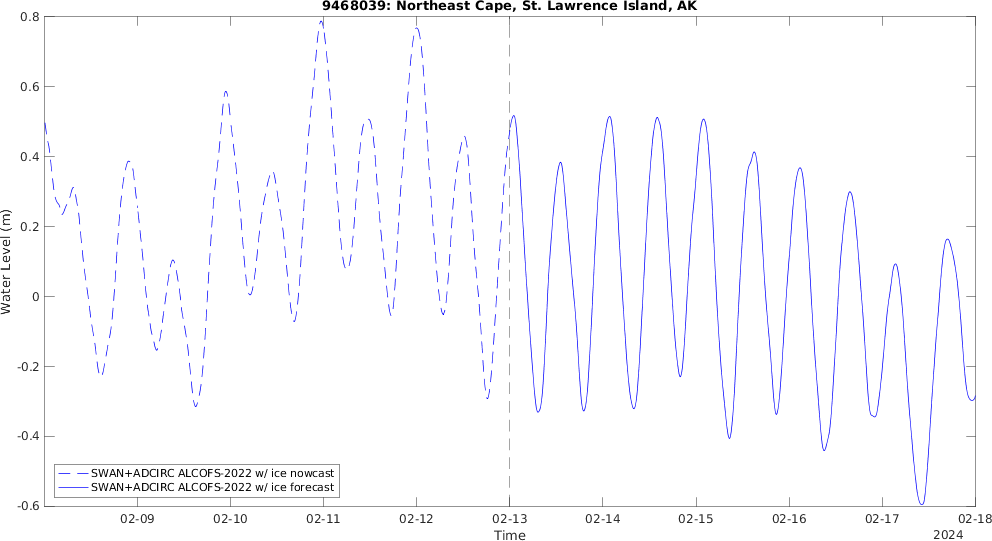 9468039: Northeast Cape, St. Lawrence Island, AK
0.8
0.6
0.4
0.2
0
-0.2
-0.4
-0.6
Water Level (m)
SWAN+ADCIRC ALCOFS-2022 w/ ice nowcast
SWAN+ADCIRC ALCOFS-2022 w/ ice forecast
02-09 02-10 02-11 02-12 02-13 02-14 02-15 02-16 02-17 02-18
Time
2024